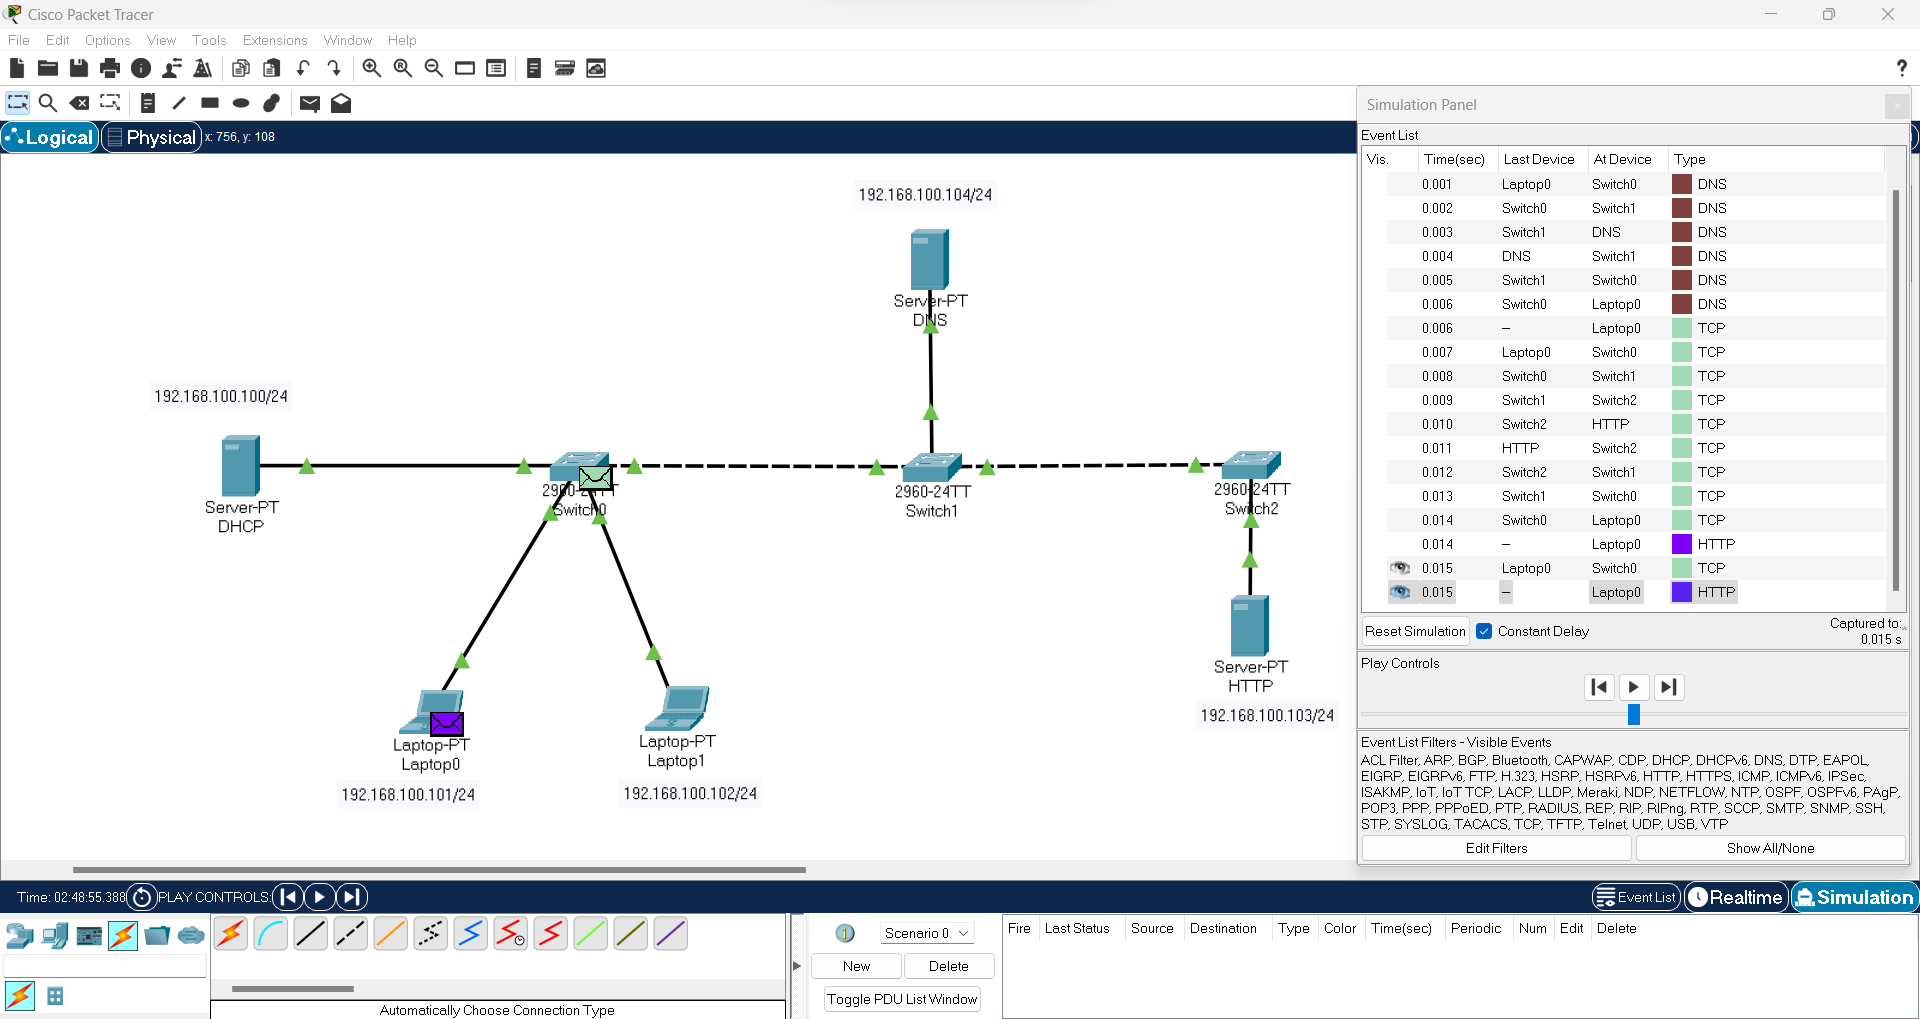 Cisco Packet Tracer
File Edit Options View Tools Extensions Window Help
?
Logical Physical x: 756, y: 108
192.168.100.104/24
Server-PT
DNS
192.168.100.100/24
Server-PT
DHCP
2960-24TT
Switch0
2960-24TT
Switch1
2960-24TT
Switch2
Server-PT
HTTP
192.168.100.103/24
Laptop-PT
Laptop0
192.168.100.101/24
Laptop-PT
Laptop1
192.168.100.102/24
Simulation Panel
Event List
Vis. Time(sec) Last Device At Device Type
0.001 Laptop0 Switch0 DNS
0.002 Switch0 Switch1 DNS
0.003 Switch1 DNS DNS
0.004 DNS Switch1 DNS
0.005 Switch1 Switch0 DNS
0.006 Switch0 Laptop0 DNS
0.006 -- Laptop0 TCP
0.007 Laptop0 Switch0 TCP
0.008 Switch0 Switch1 TCP
0.009 Switch1 Switch2 TCP
0.010 Switch2 HTTP TCP
0.011 HTTP Switch2 TCP
0.012 Switch2 Switch1 TCP
0.013 Switch1 Switch0 TCP
0.014 Switch0 Laptop0 TCP
0.014 -- Laptop0 HTTP
0.015 Laptop0 Switch0 TCP
0.015 -- Laptop0 HTTP
Reset Simulation Constant Delay Captured to:
0.015 s
Play Controls
Event List Filters - Visible Events
ACL Filter, ARP, BGP, Bluetooth, CAPWAP, CDP, DHCP, DHCPv6, DNS, DTP, EAPOL,
EIGRP, EIGRPv6, FTP, H.323, HSRP, HSRPv6, HTTP, HTTPS, ICMP, ICMPv6, IPSec,
ISAKMP, IoT, IoT TCP, LACP, LLDP, Meraki, NDP, NETFLOW, NTP, OSPF, OSPFv6, PAgP,
POP3, PPP, PPPoED, PTP, RADIUS, REP, RIP, RIPng, RTP, SCCP, SMTP, SNMP, SSH,
STP, SYSLOG, TACACS, TCP, TFTP, Telnet, UDP, USB, VTP
Edit Filters Show All/None
Time: 02:48:55.388 PLAY CONTROLS: Event List Realtime Simulation
Automatically Choose Connection Type
Scenario 0
New Delete
Toggle PDU List Window
Fire Last Status Source Destination Type Color Time(sec) Periodic Num Edit Delete